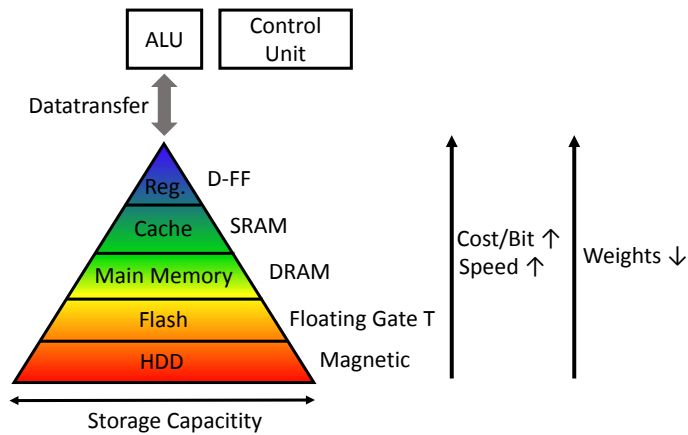 ALU
Control
Unit
Datatransfer
Reg.
D-FF
Cache
SRAM
Main Memory
DRAM
Flash
Floating Gate T
HDD
Magnetic
Cost/Bit ↑
Speed ↑
Weights ↓
Storage Capacitity